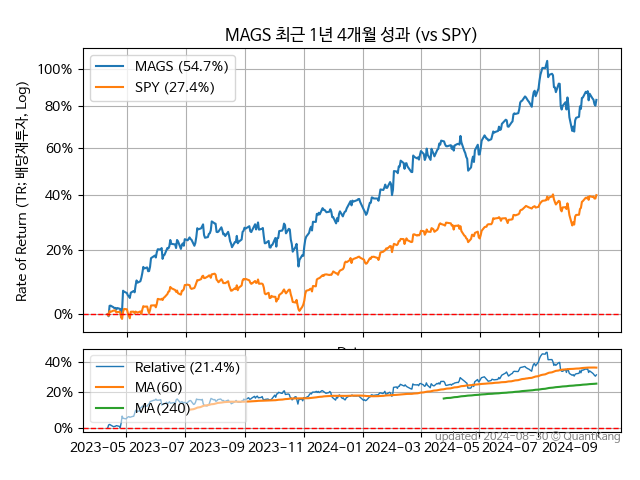 MAGS 최근 1년 4개월 성과 (vs SPY)
Rate of Return (TR: 배당재투자, Log)
100%
80%
60%
40%
20%
0%
MAGS (54.7%)
SPY (27.4%)
40%
20%
0%
Relative (21.4%)
MA(60)
MA(240)
2023-05 2023-07 2023-09 2023-11 2024-01 2024-03 2024-05 2024-07 2024-09
updated: 2024-08-30 © QuantKang